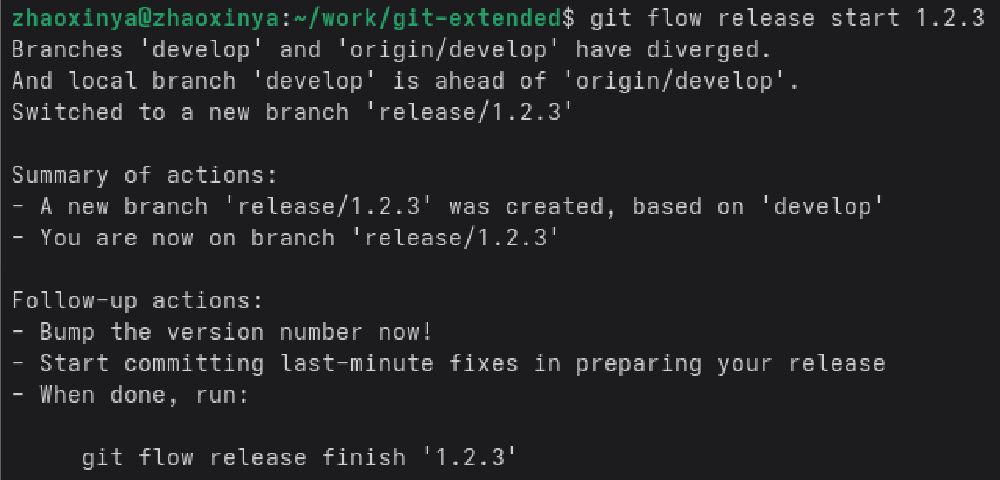 zhaoxinya@zhaoxinya:~/work/git-extended$ git flow release start 1.2.3
Branches 'develop' and 'origin/develop' have diverged.
And local branch 'develop' is ahead of 'origin/develop'.
Switched to a new branch 'release/1.2.3'

Summary of actions:
- A new branch 'release/1.2.3' was created, based on 'develop'
- You are now on branch 'release/1.2.3'

Follow-up actions:
- Bump the version number now!
- Start committing last-minute fixes in preparing your release
- When done, run:

     git flow release finish '1.2.3'